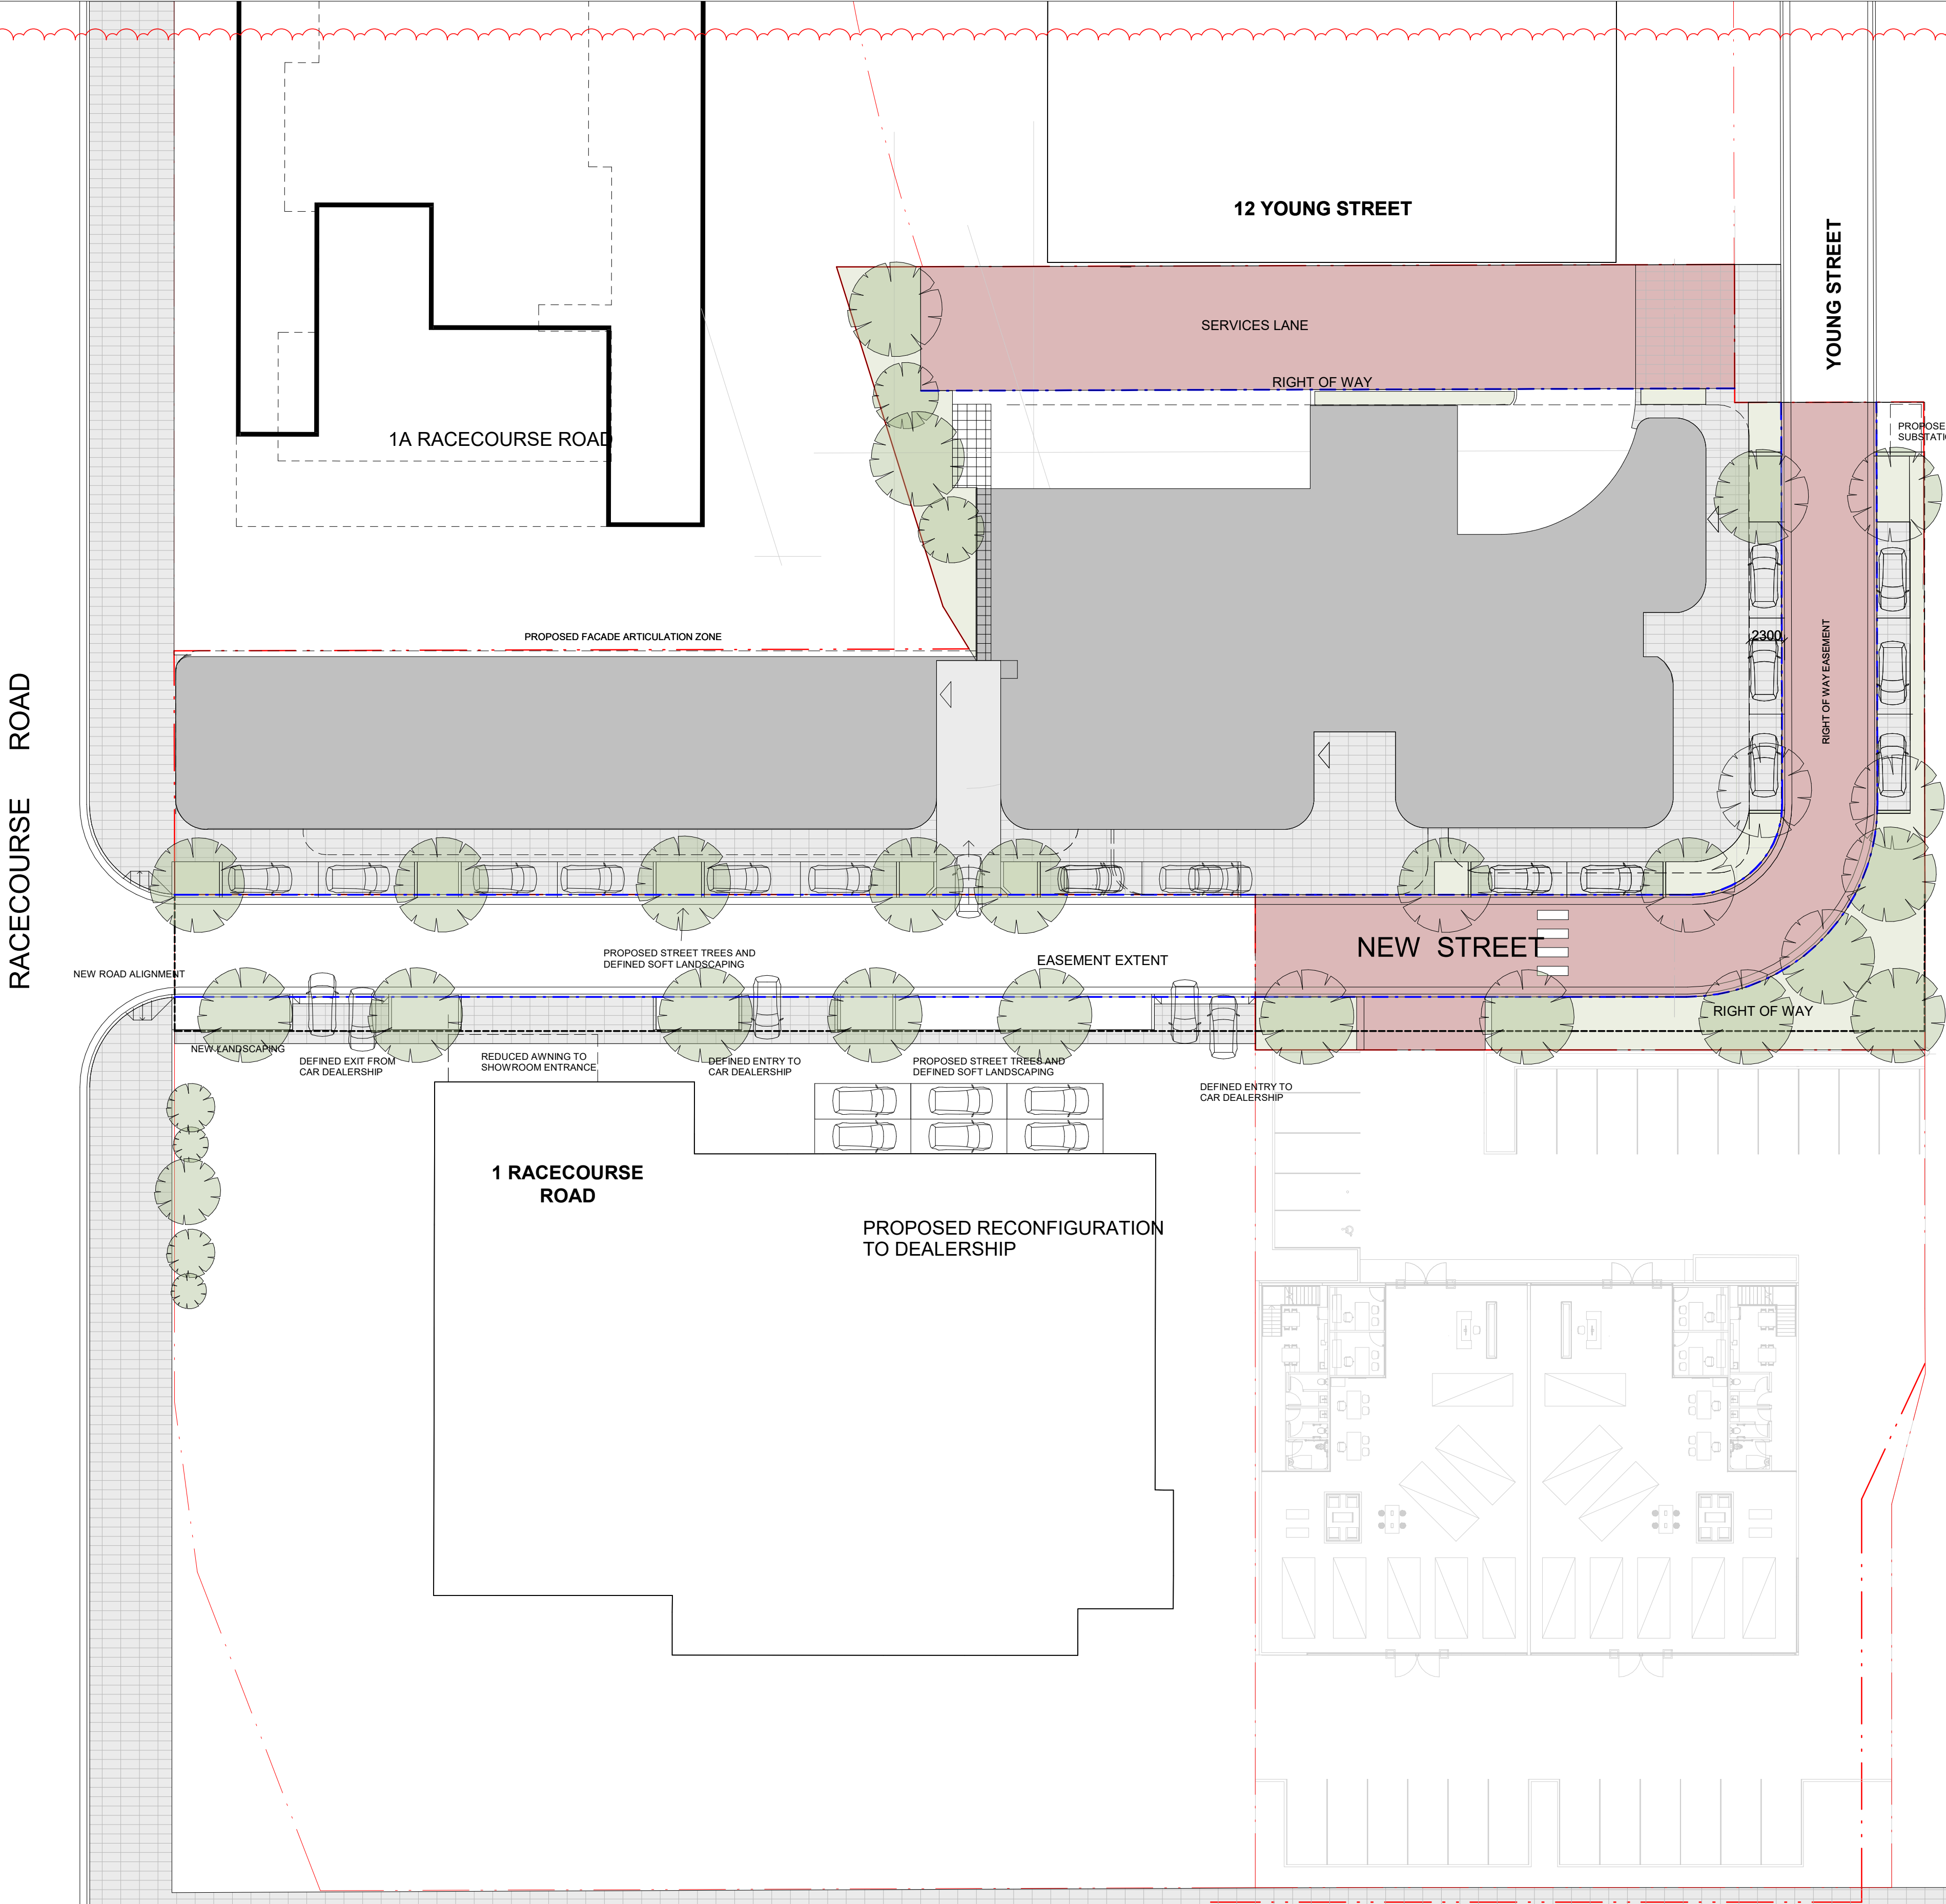 12 YOUNG STREET
YOUNG STREET
SERVICES LANE
RIGHT OF WAY
1A RACECOURSE ROAD
PROPOSED FACADE ARTICULATION ZONE
2300
RIGHT OF WAY EASEMENT
RACECOURSE ROAD
NEW STREET
PROPOSED STREET TREES AND
DEFINED SOFT LANDSCAPING
EASEMENT EXTENT
NEW ROAD ALIGNMENT
RIGHT OF WAY
NEW LANDSCAPING
DEFINED EXIT FROM
CAR DEALERSHIP
REDUCED AWNING TO
SHOWROOM ENTRANCE
DEFINED ENTRY TO
CAR DEALERSHIP
PROPOSED STREET TREES AND
DEFINED SOFT LANDSCAPING
DEFINED ENTRY TO
CAR DEALERSHIP
1 RACECOURSE
ROAD
PROPOSED RECONFIGURATION
TO DEALERSHIP